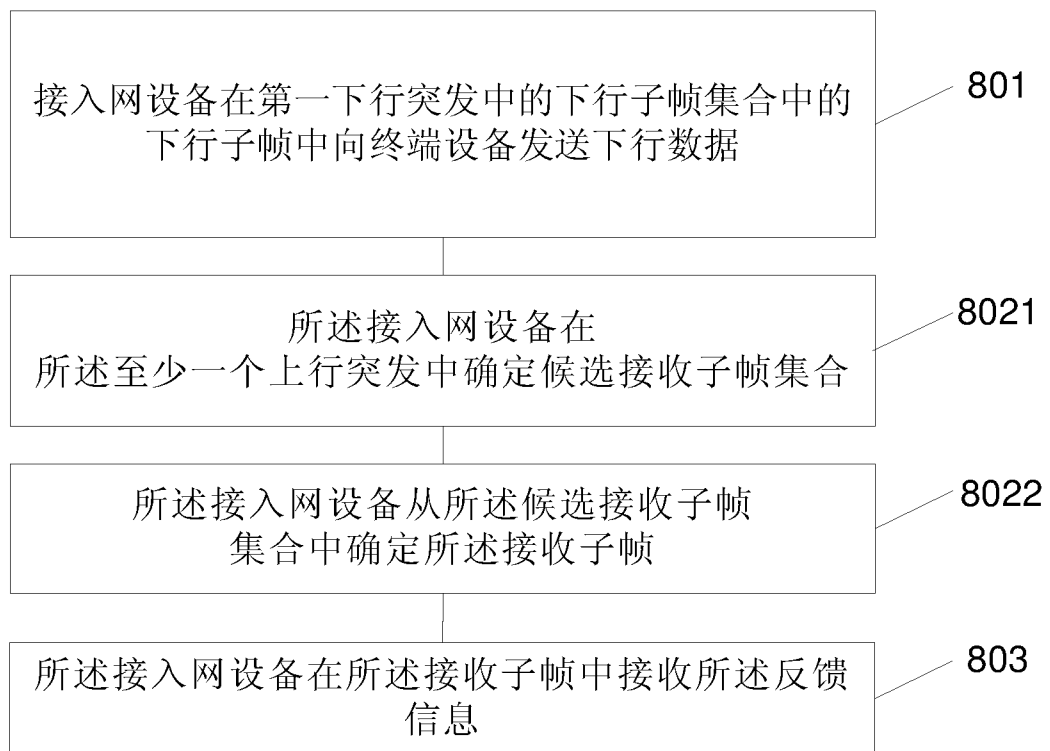 接入网设备在第一下行突发中的下行子帧集合中的
下行子帧中向终端设备发送下行数据
801
所述接入网设备在
所述至少一个上行突发中确定候选接收子帧集合
8021
所述接入网设备从所述候选接收子帧
集合中确定所述接收子帧
8022
所述接入网设备在所述接收子帧中接收所述反馈
信息
803